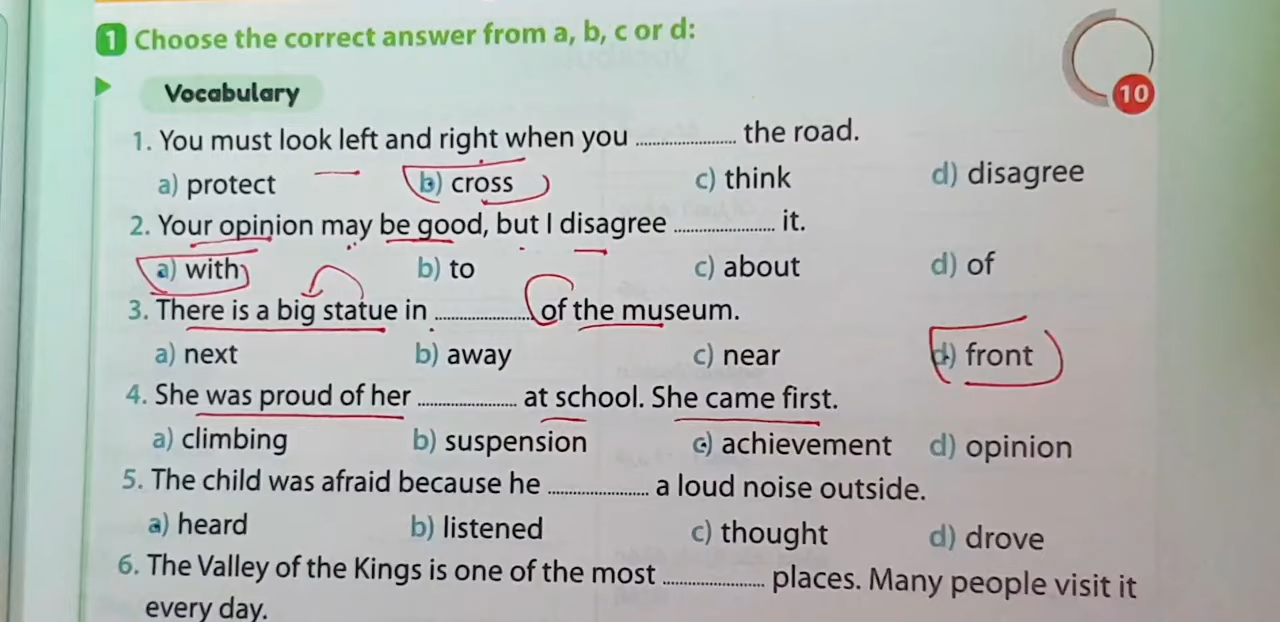 1 Choose the correct answer from a, b, c or d:
10
Vocabulary
1. You must look left and right when you .................... the road.
a) protect b) cross c) think d) disagree
2. Your opinion may be good, but I disagree .................... it.
a) with b) to c) about d) of
3. There is a big statue in .................... of the museum.
a) next b) away c) near d) front
4. She was proud of her .................... at school. She came first.
a) climbing b) suspension c) achievement d) opinion
5. The child was afraid because he .................... a loud noise outside.
a) heard b) listened c) thought d) drove
6. The Valley of the Kings is one of the most .................... places. Many people visit it
every day.